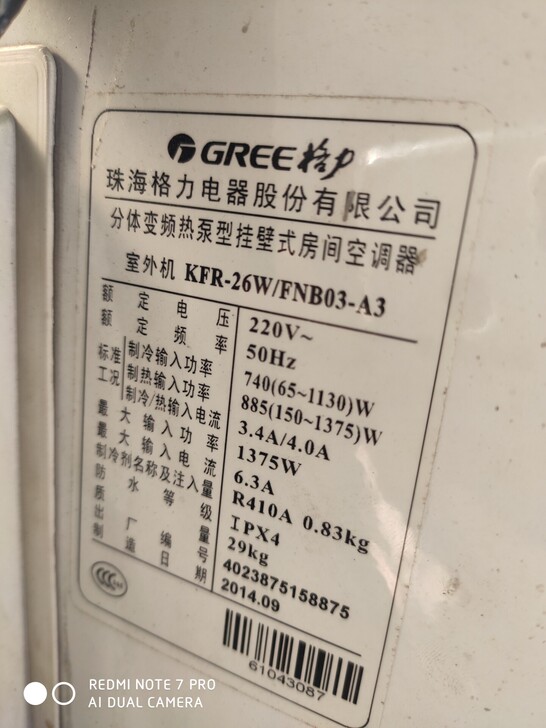 GREE 格力
珠海格力电器股份有限公司
分体变频热泵型挂壁式房间空调器
室外机 KFR-26W/FNB03-A3
额定电压 220V~
额定频率 50Hz
标准工况 制冷输入功率 740(65~1130)W
制热输入功率 885(150~1375)W
制冷/热输入电流 3.4A/4.0A
最大输入功率 1375W
最大输入电流 6.3A
制冷剂名称及注入量 R410A 0.83kg
防水等级 IPX4
质量 29kg
出厂编号 4023875158875
制造日期 2014.09
CCC
61043087
REDMI NOTE 7 PRO
AI DUAL CAMERA